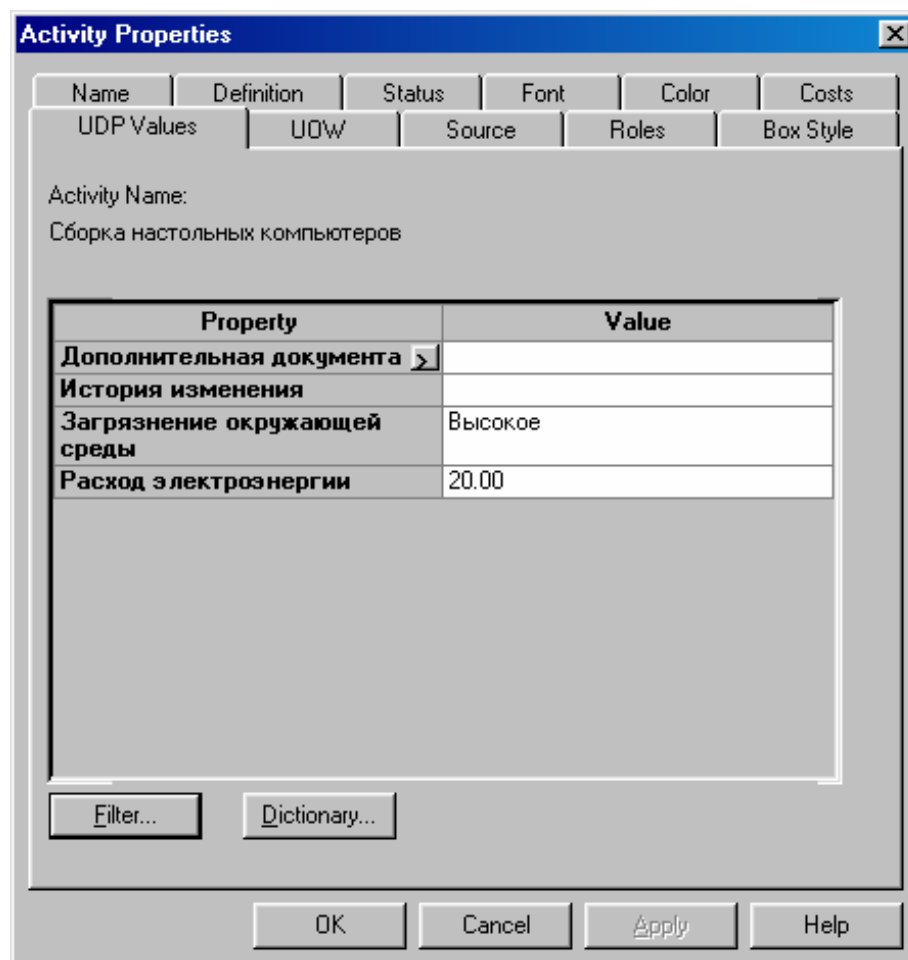 Activity Properties
Name Definition Status Font Color Costs
UDP Values UOW Source Roles Box Style
Activity Name:
Сборка настольных компьютеров
Property Value
Дополнительная документа >
История изменения
Загрязнение окружающей Высокое
среды
Расход электроэнергии 20.00
Filter... Dictionary...
OK Cancel Apply Help